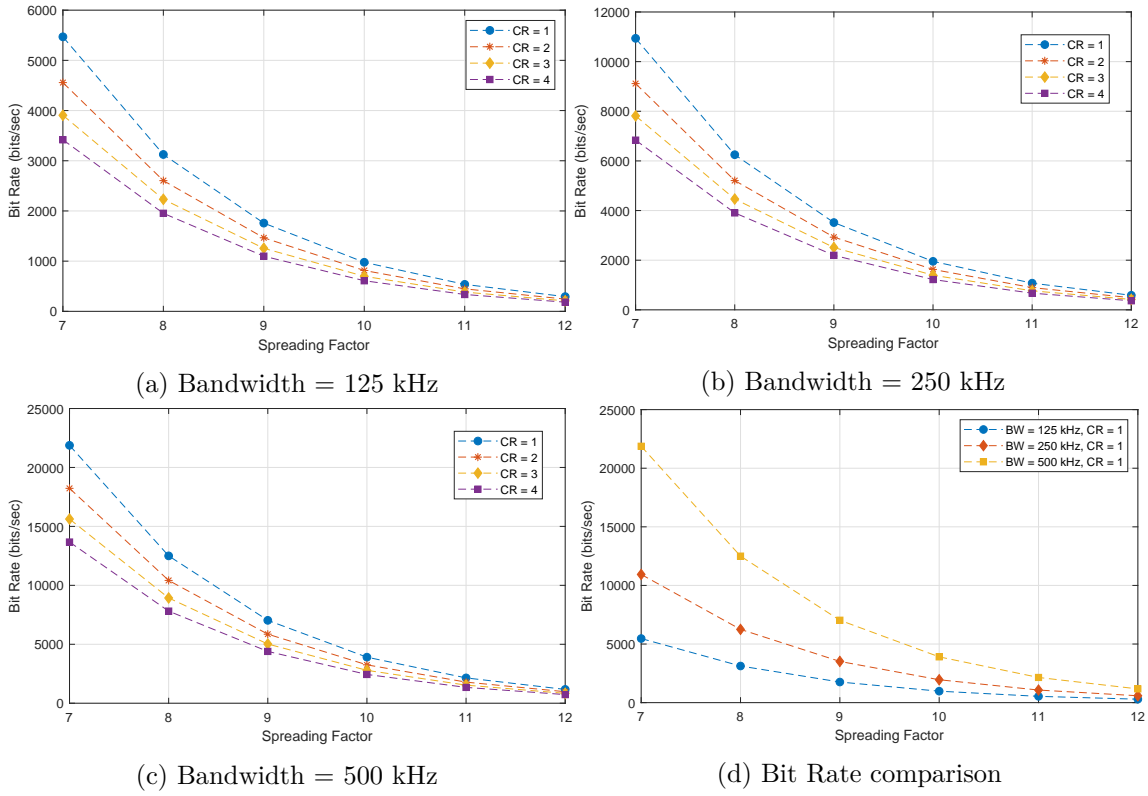 6000
5000
4000
3000
2000
1000
0
Bit Rate (bits/sec)
7 8 9 10 11 12
Spreading Factor
CR = 1
CR = 2
CR = 3
CR = 4
(a) Bandwidth = 125 kHz
12000
10000
8000
6000
4000
2000
0
Bit Rate (bits/sec)
7 8 9 10 11 12
Spreading Factor
CR = 1
CR = 2
CR = 3
CR = 4
(b) Bandwidth = 250 kHz
25000
20000
15000
10000
5000
0
Bit Rate (bits/sec)
7 8 9 10 11 12
Spreading Factor
CR = 1
CR = 2
CR = 3
CR = 4
(c) Bandwidth = 500 kHz
25000
20000
15000
10000
5000
0
Bit Rate (bits/sec)
7 8 9 10 11 12
Spreading Factor
BW = 125 kHz, CR = 1
BW = 250 kHz, CR = 1
BW = 500 kHz, CR = 1
(d) Bit Rate comparison